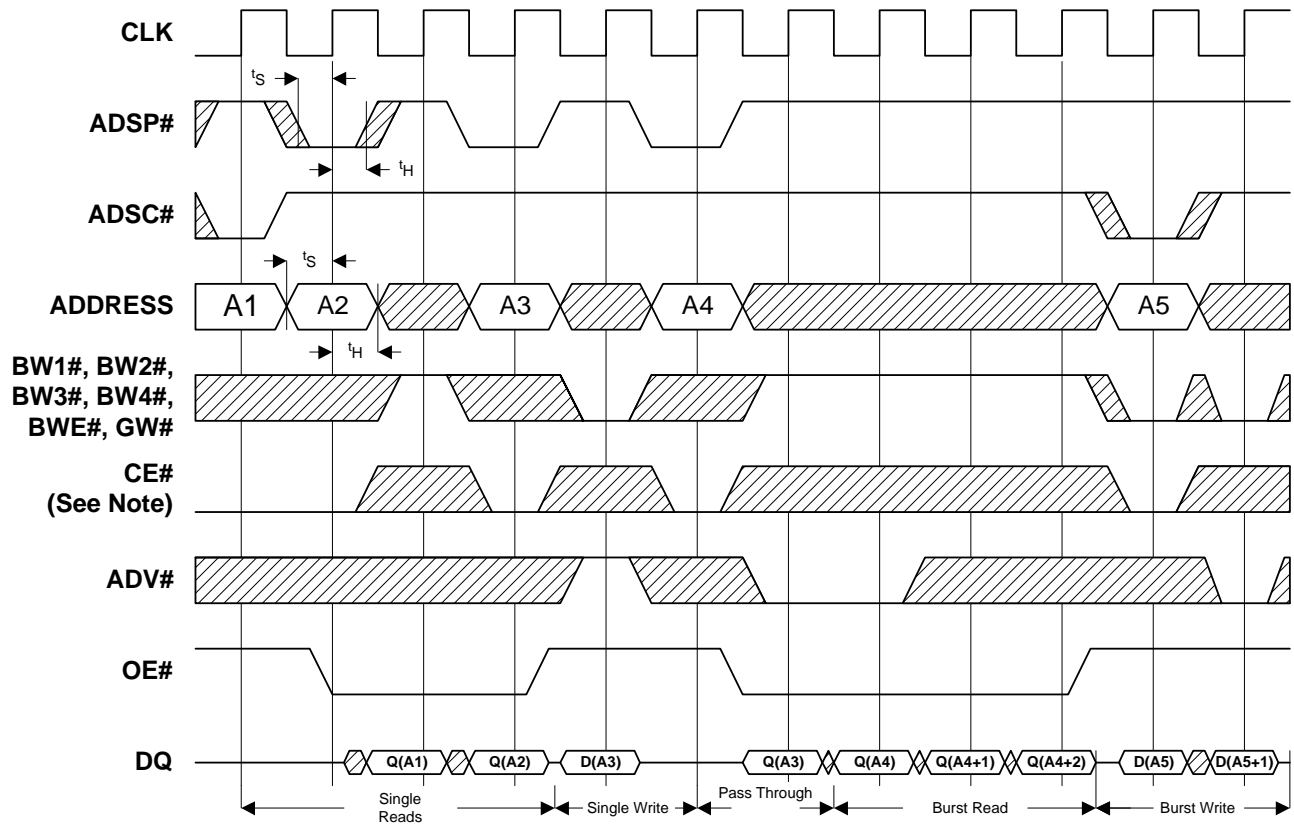 CLK
tS
ADSP#
tH
ADSC#
tS
ADDRESS A1 A2 A3 A4 A5
tH
BW1#, BW2#,
BW3#, BW4#,
BWE#, GW#
CE#
(See Note)
ADV#
OE#
DQ Q(A1) Q(A2) D(A3) Q(A3) Q(A4) Q(A4+1) Q(A4+2) D(A5) D(A5+1)
Single
Reads
Single Write
Pass Through
Burst Read
Burst Write